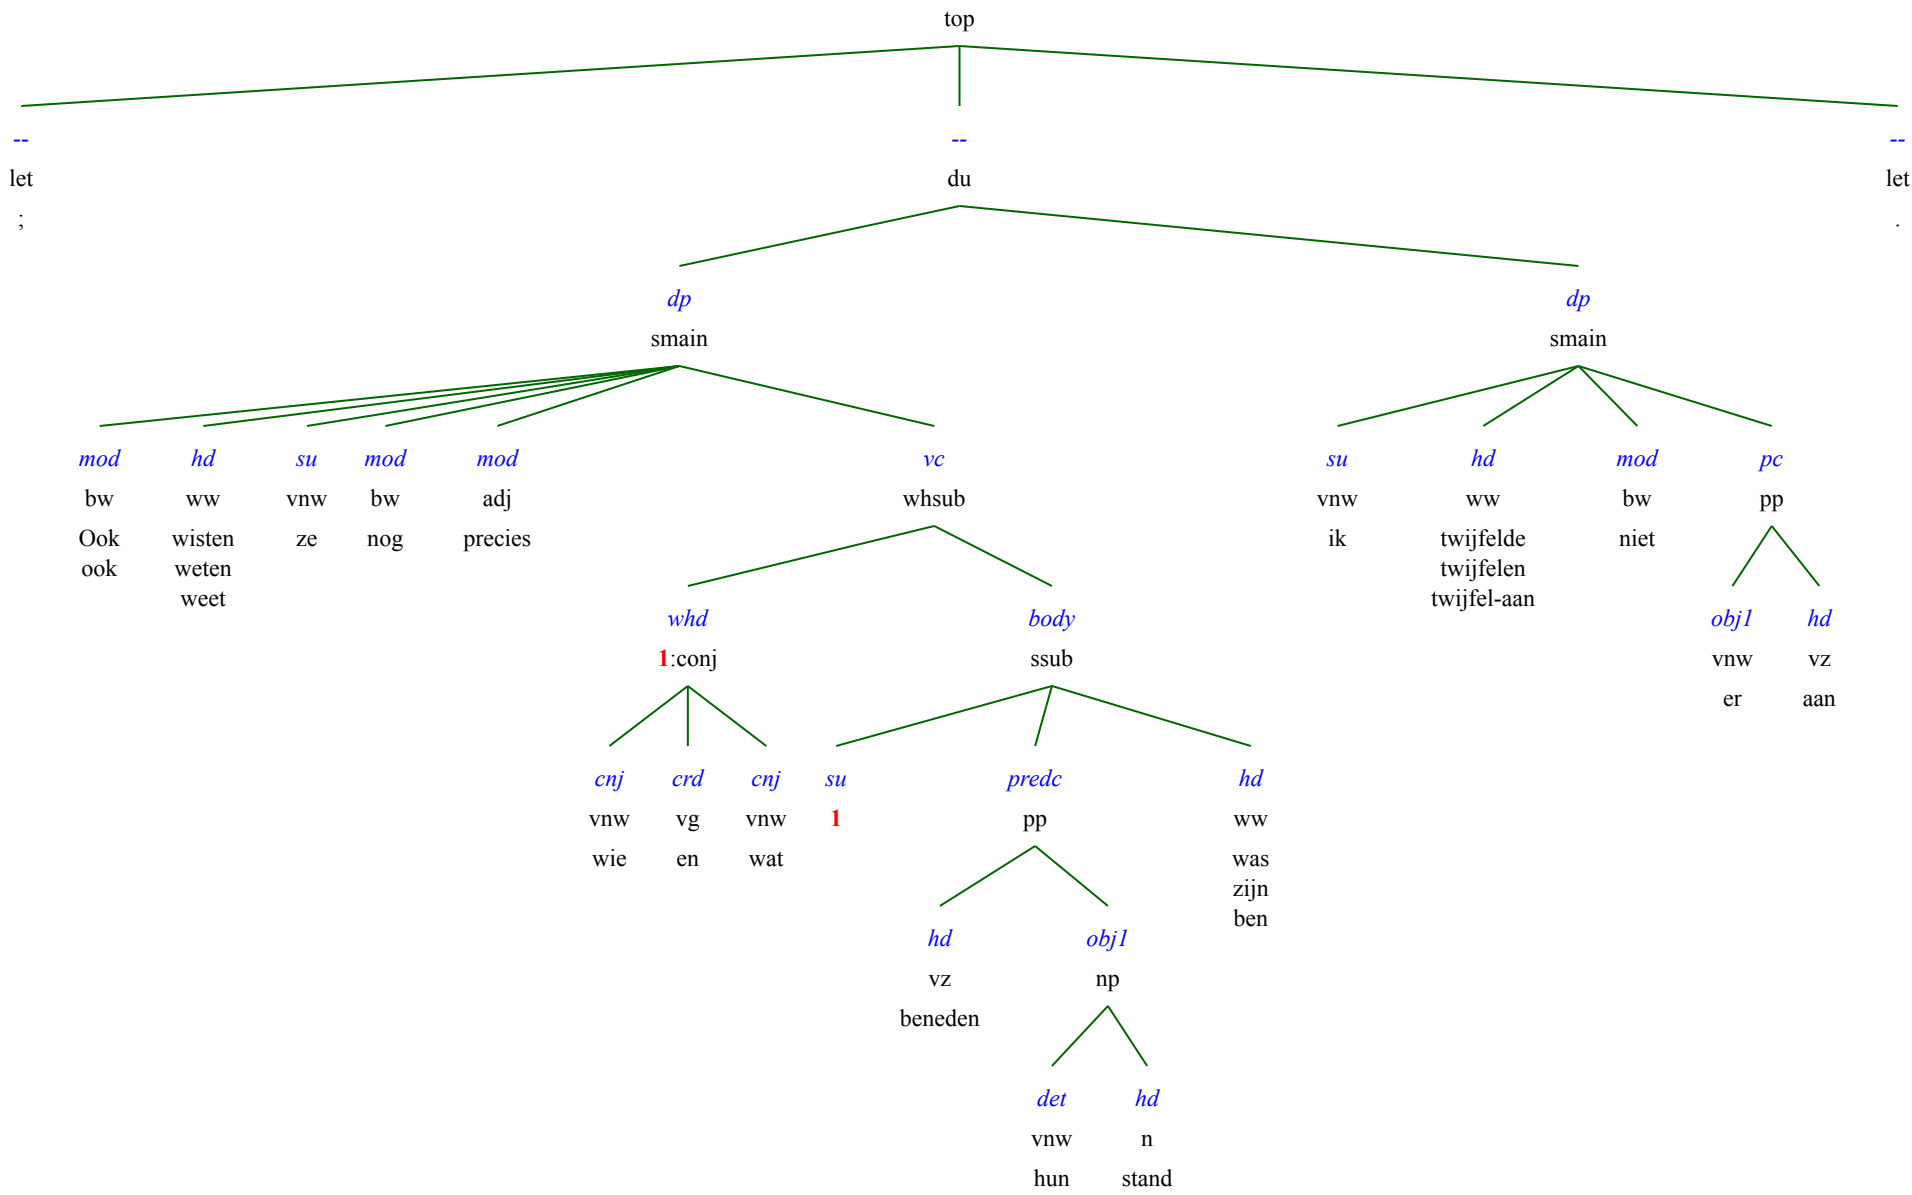 top
-- -- --
let du let
; .
dp dp
smain smain
mod hd su mod mod vc su hd mod pc
bw ww vnw bw adj whsub vnw ww bw pp
Ook wisten ze nog precies ik twijfelde niet
ook weten twijfelen
weet twijfel-aan
whd body obj1 hd
1:conj ssub vnw vz
er aan
cnj crd cnj su predc hd
vnw vg vnw 1 pp ww
wie en wat was
zijn
ben
hd obj1
vz np
beneden
det hd
vnw n
hun stand